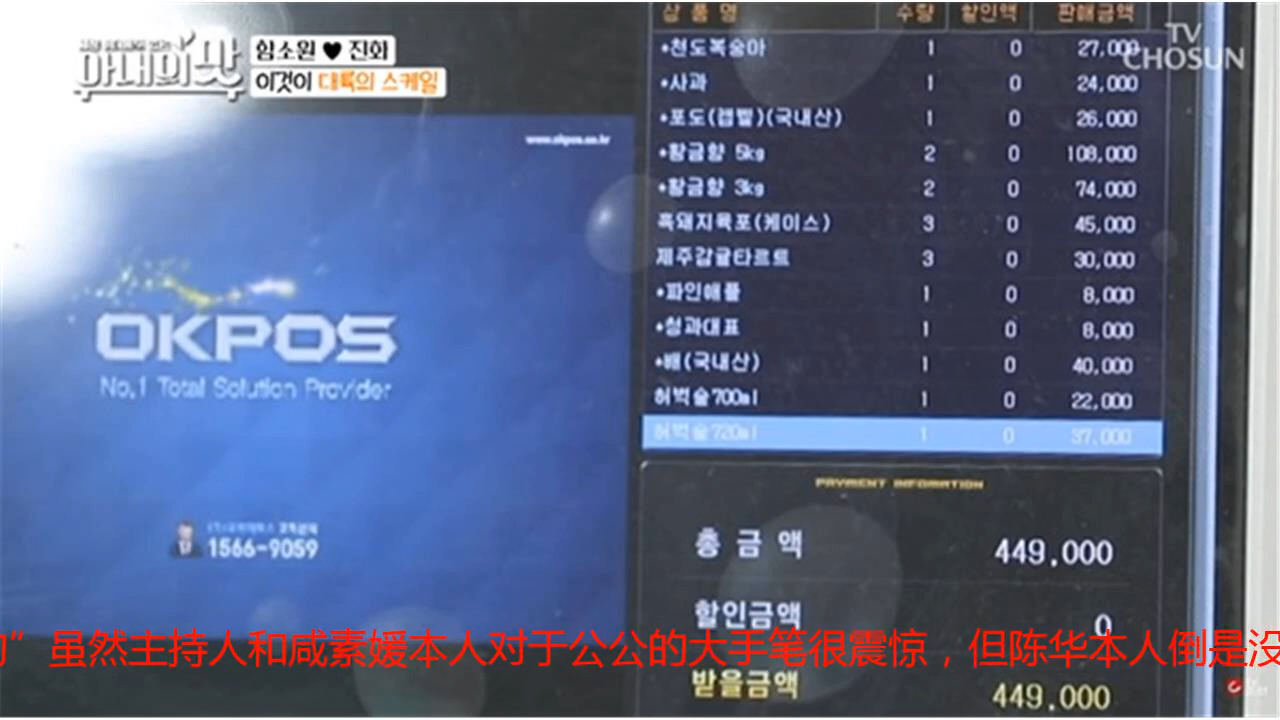 아내의 맛
함소원 ♥ 진화
이것이 대륙의 스케일
TV CHOSUN
상 품 명 수량 할인액 판매금액
•천도복숭아 1 0 27,000
•사과 1 0 24,000
•포도(캠벨)(국내산) 1 0 26,000
•황금향 5kg 2 0 108,000
•황금향 3kg 2 0 74,000
흑돼지육포(케이스) 3 0 45,000
제주감귤타르트 3 0 30,000
•파인애플 1 0 8,000
•청과대표 1 0 8,000
•배(국내산) 1 0 40,000
허벅술700ml 1 0 22,000
허벅술720ml 1 0 37,000
www.okpos.co.kr
OKPOS
No.1 Total Solution Provider
1566-9059
PAYMENT INFOMATION
총 금 액 449,000
할인금액 0
받을금액 449,000
”虽然主持人和咸素媛本人对于公公的大手笔很震惊，但陈华本人倒是没